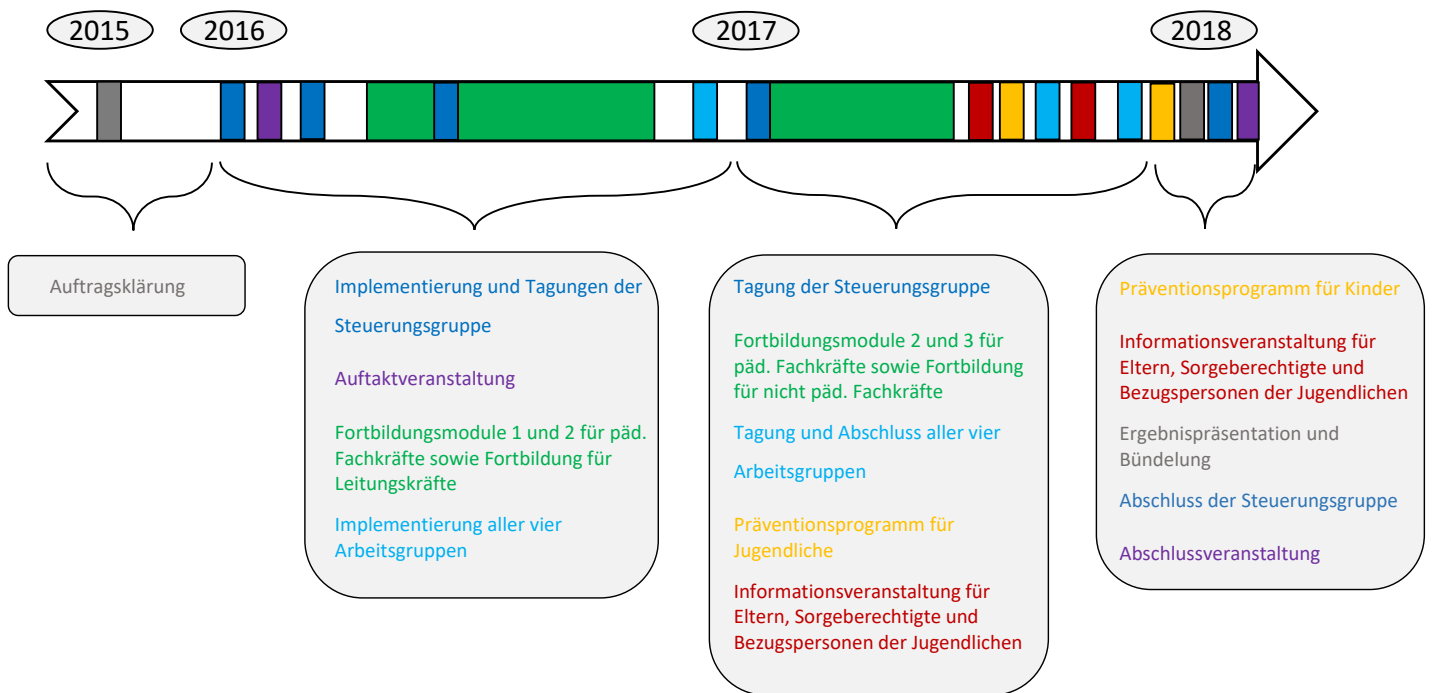 2015
2016
2017
2018
Auftragsklärung
Implementierung und Tagungen der
Steuerungsgruppe
Auftaktveranstaltung
Fortbildungsmodule 1 und 2 für päd.
Fachkräfte sowie Fortbildung für
Leitungskräfte
Implementierung aller vier
Arbeitsgruppen
Tagung der Steuerungsgruppe
Fortbildungsmodule 2 und 3 für
päd. Fachkräfte sowie Fortbildung
für nicht päd. Fachkräfte
Tagung und Abschluss aller vier
Arbeitsgruppen
Präventionsprogramm für
Jugendliche
Informationsveranstaltung für
Eltern, Sorgeberechtigte und
Bezugspersonen der Jugendlichen
Präventionsprogramm für Kinder
Informationsveranstaltung für
Eltern, Sorgeberechtigte und
Bezugspersonen der Jugendlichen
Ergebnispräsentation und
Bündelung
Abschluss der Steuerungsgruppe
Abschlussveranstaltung